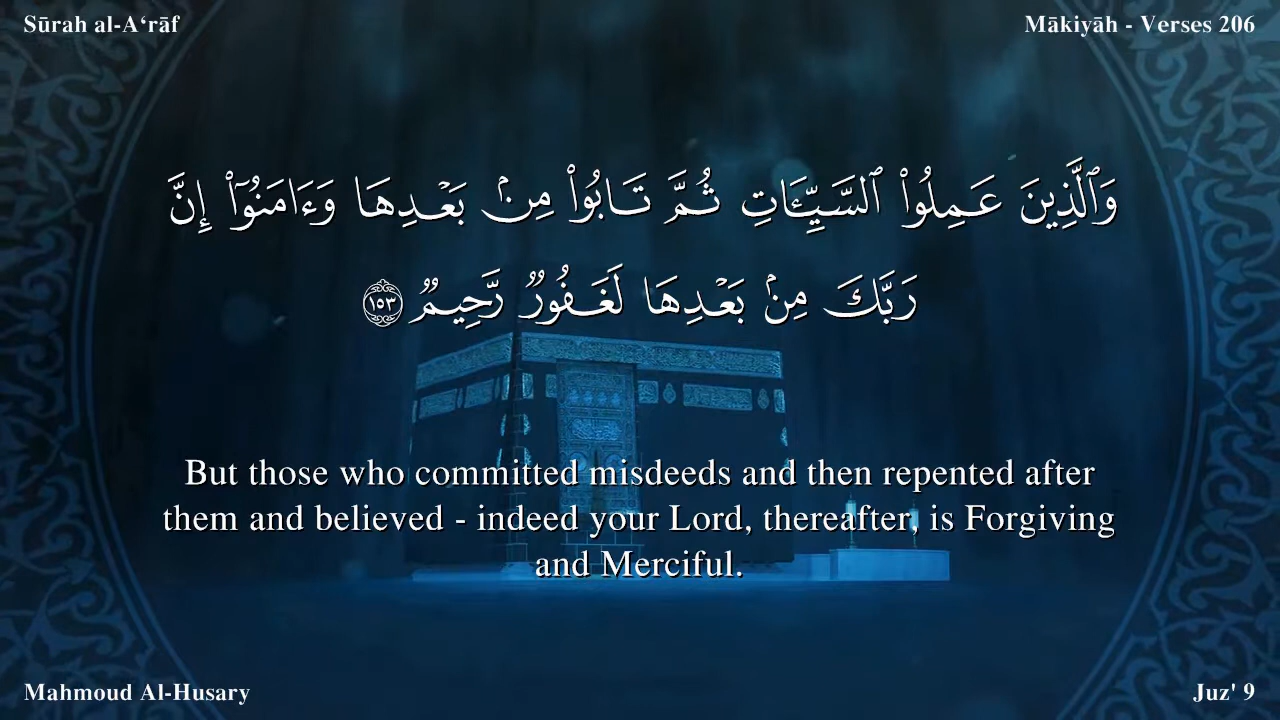 Sūrah al-A‘rāf
Mākiyāh - Verses 206
وَٱلَّذِينَ عَمِلُوا۟ ٱلسَّيِّـَٔاتِ ثُمَّ تَابُوا۟ مِنۢ بَعْدِهَا وَءَامَنُوٓا۟ إِنَّ
رَبَّكَ مِنۢ بَعْدِهَا لَغَفُورٌ رَّحِيمٌ ١٥٣
But those who committed misdeeds and then repented after
them and believed - indeed your Lord, thereafter, is Forgiving
and Merciful.
Mahmoud Al-Husary
Juz' 9